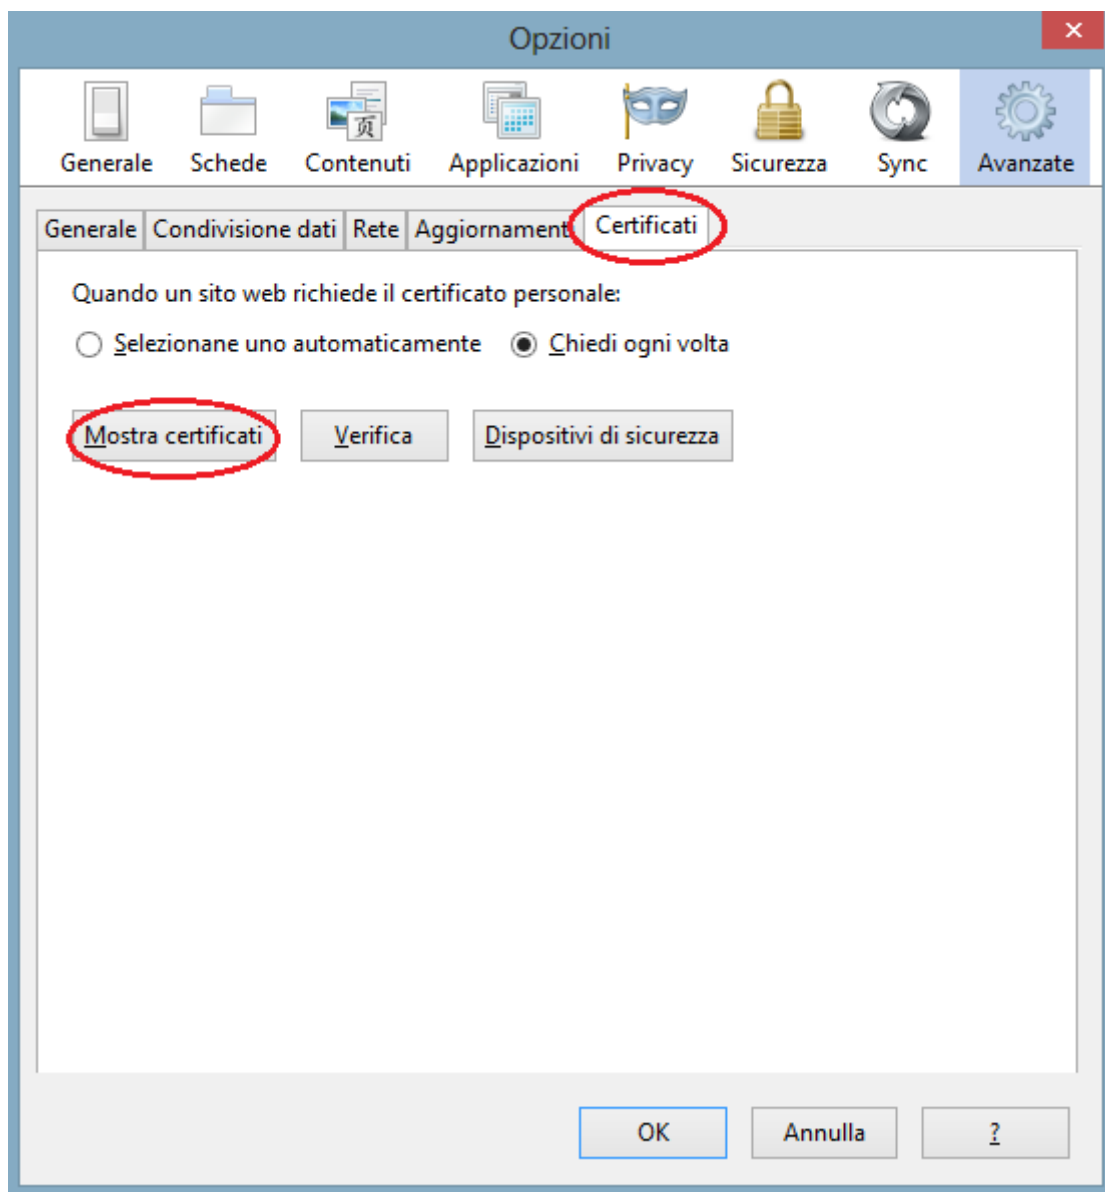 Opzioni
页
Generale Schede Contenuti Applicazioni Privacy Sicurezza Sync Avanzate
Generale Condivisione dati Rete Aggiornament Certificati
Quando un sito web richiede il certificato personale:
Selezionane uno automaticamente Chiedi ogni volta
Mostra certificati Verifica Dispositivi di sicurezza
OK Annulla ?